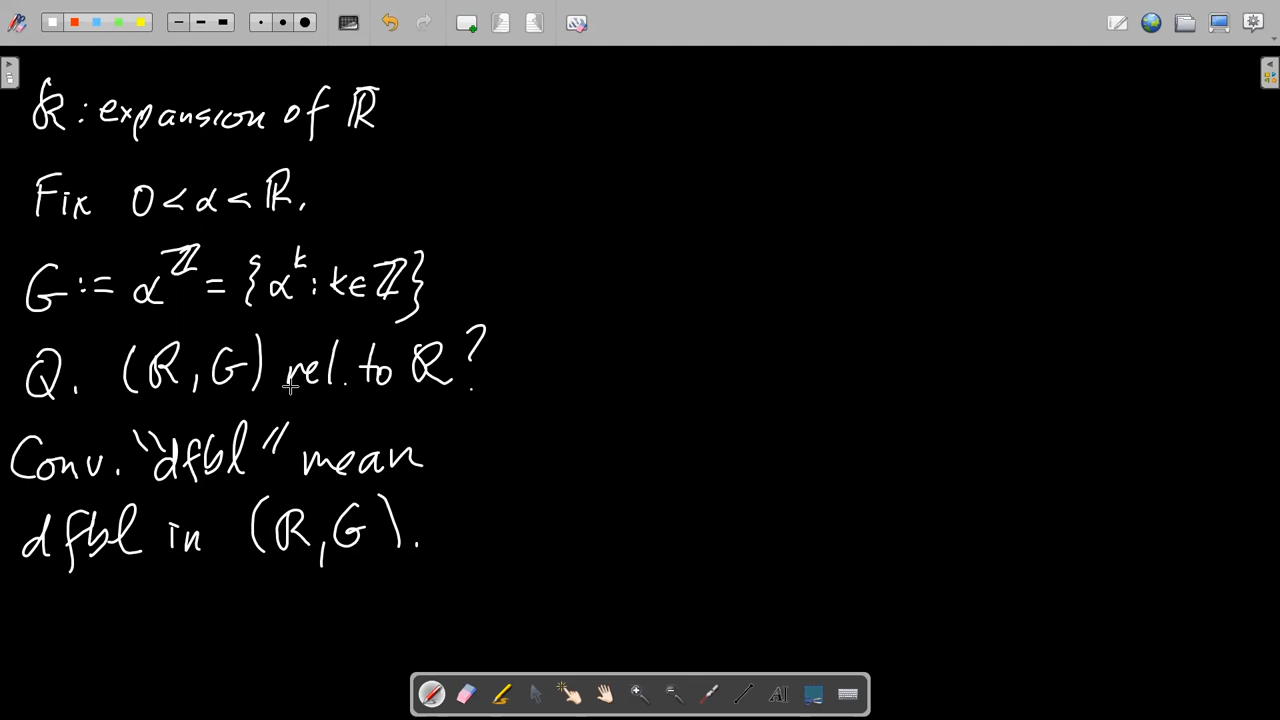 ℜ : expansion of ℝ
Fix 0 < α < ℝ.
G := α^ℤ = {α^k : k ∈ ℤ}
Q. (ℜ, G) rel. to ℜ ?
Conv. "dfbl" mean
dfbl in (ℜ, G).